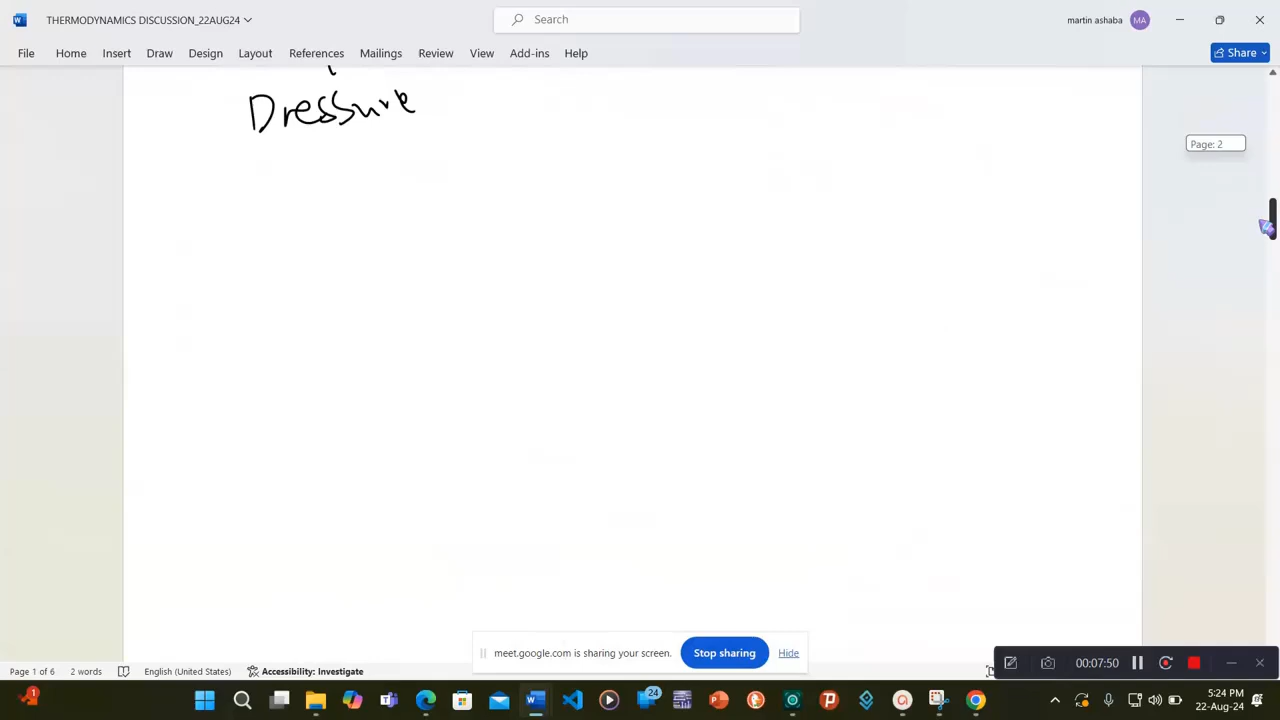 THERMODYNAMICS DISCUSSION_22AUG24
Search
martin ashaba
MA
File Home Insert Draw Design Layout References Mailings Review View Add-ins Help
Share
Pressure
Page: 2
meet.google.com is sharing your screen. Stop sharing Hide
Page 1 of 6 2 words English (United States) Accessibility: Investigate
00:07:50
1
24
5:24 PM
22-Aug-24